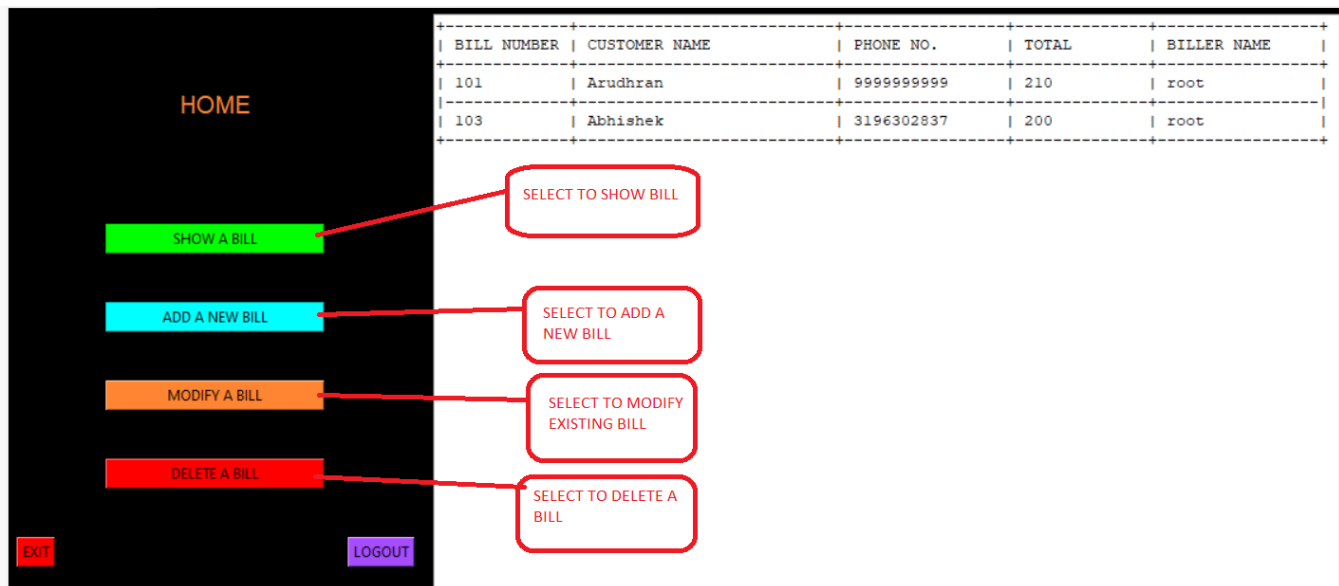 HOME
SHOW A BILL
ADD A NEW BILL
MODIFY A BILL
DELETE A BILL
EXIT
LOGOUT
| BILL NUMBER | CUSTOMER NAME | PHONE NO. | TOTAL | BILLER NAME |
| 101 | Arudhran | 9999999999 | 210 | root |
| 103 | Abhishek | 3196302837 | 200 | root |
SELECT TO SHOW BILL
SELECT TO ADD A
NEW BILL
SELECT TO MODIFY
EXISTING BILL
SELECT TO DELETE A
BILL